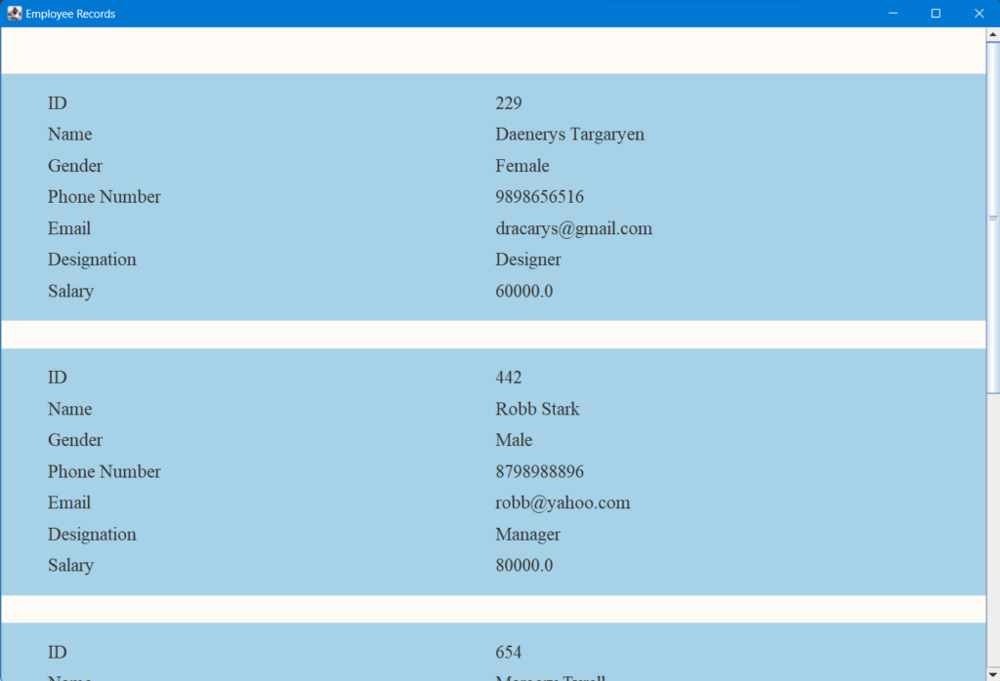 Employee Records
ID 229
Name Daenerys Targaryen
Gender Female
Phone Number 9898656516
Email dracarys@gmail.com
Designation Designer
Salary 60000.0
ID 442
Name Robb Stark
Gender Male
Phone Number 8798988896
Email robb@yahoo.com
Designation Manager
Salary 80000.0
ID 654
Name